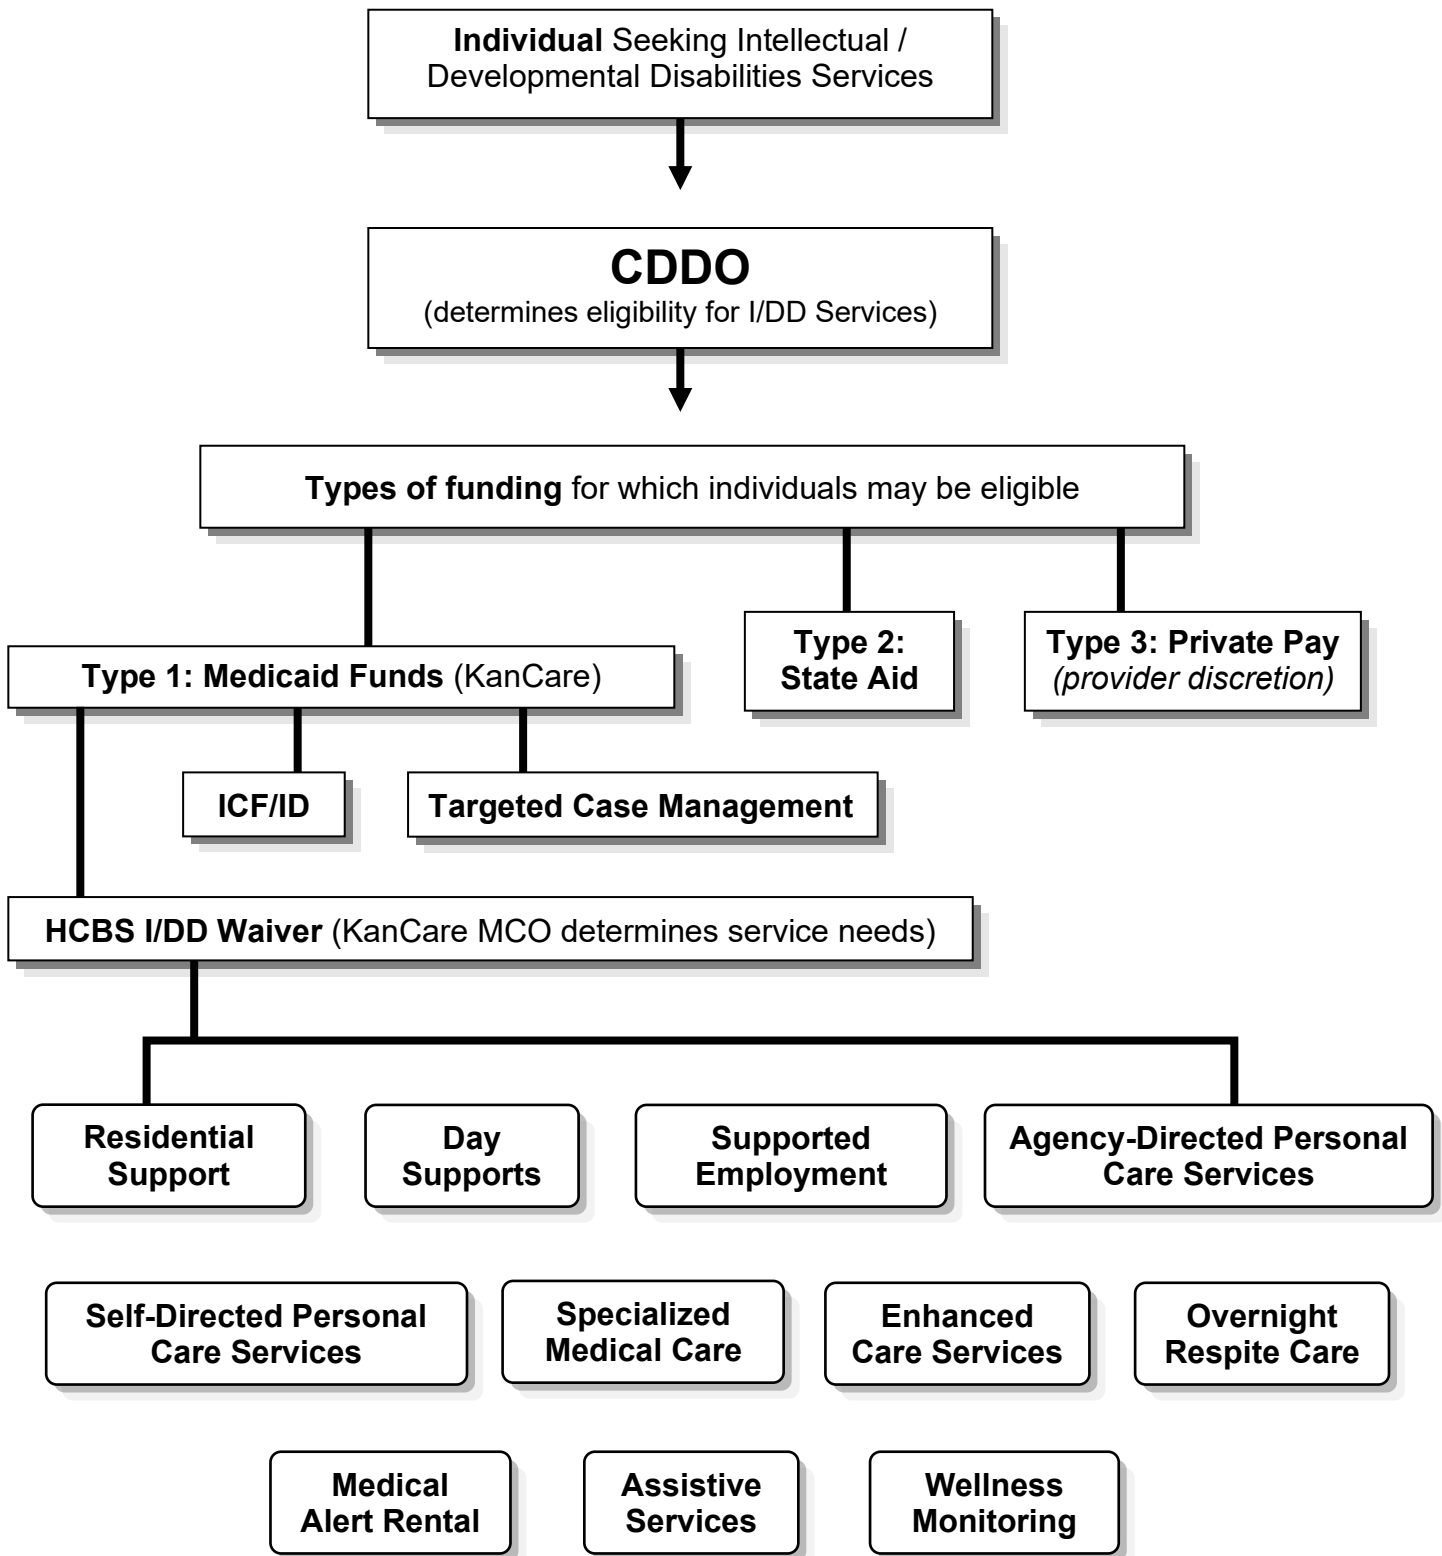 Individual Seeking Intellectual /
Developmental Disabilities Services
CDDO
(determines eligibility for I/DD Services)
Types of funding for which individuals may be eligible
Type 1: Medicaid Funds (KanCare)
Type 2:
State Aid
Type 3: Private Pay
(provider discretion)
ICF/ID
Targeted Case Management
HCBS I/DD Waiver (KanCare MCO determines service needs)
Residential
Support
Day
Supports
Supported
Employment
Agency-Directed Personal
Care Services
Self-Directed Personal
Care Services
Specialized
Medical Care
Enhanced
Care Services
Overnight
Respite Care
Medical
Alert Rental
Assistive
Services
Wellness
Monitoring